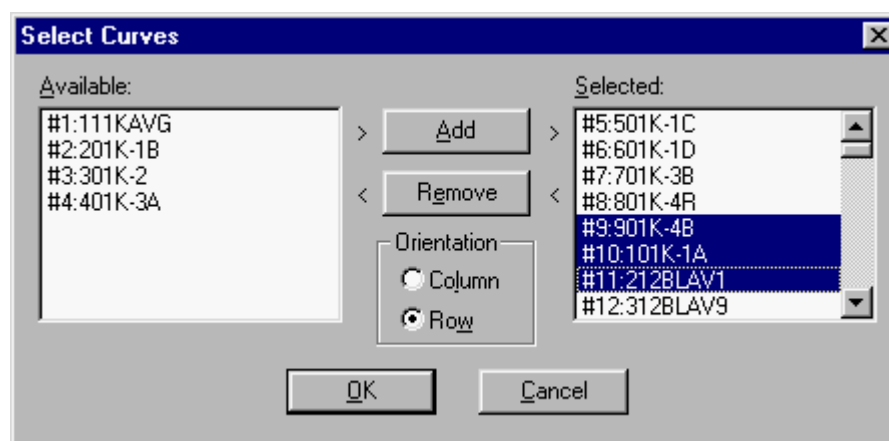 Select Curves
Available:
#1:111KAVG
#2:201K-1B
#3:301K-2
#4:401K-3A
> Add >
< Remove <
Orientation
Column
Row
Selected:
#5:501K-1C
#6:601K-1D
#7:701K-3B
#8:801K-4R
#9:901K-4B
#10:101K-1A
#11:212BLAV1
#12:312BLAV9
OK
Cancel